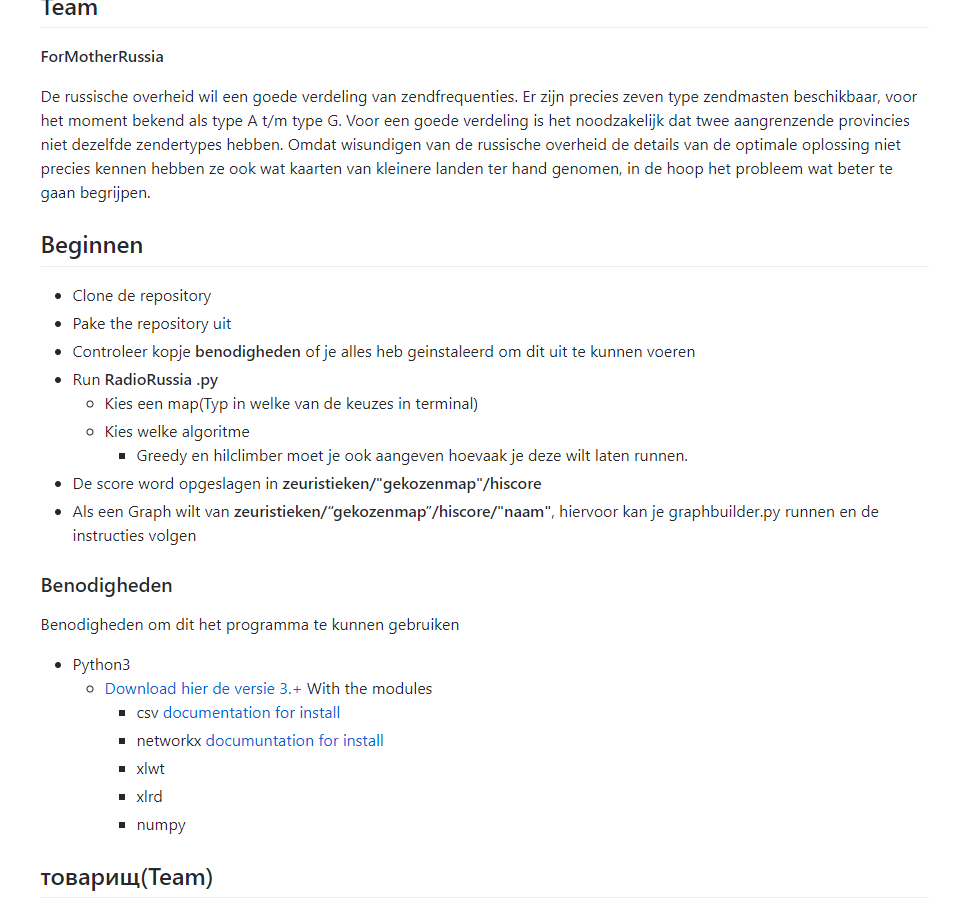 Team
ForMotherRussia
De russische overheid wil een goede verdeling van zendfrequenties. Er zijn precies zeven type zendmasten beschikbaar, voor
het moment bekend als type A t/m type G. Voor een goede verdeling is het noodzakelijk dat twee aangrenzende provincies
niet dezelfde zendertypes hebben. Omdat wisundigen van de russische overheid de details van de optimale oplossing niet
precies kennen hebben ze ook wat kaarten van kleinere landen ter hand genomen, in de hoop het probleem wat beter te
gaan begrijpen.
Beginnen
Clone de repository
Pake the repository uit
Controleer kopje benodigheden of je alles heb geinstaleerd om dit uit te kunnen voeren
Run RadioRussia .py
Kies een map(Typ in welke van de keuzes in terminal)
Kies welke algoritme
Greedy en hilclimber moet je ook aangeven hoevaak je deze wilt laten runnen.
De score word opgeslagen in zeuristieken/"gekozenmap"/hiscore
Als een Graph wilt van zeuristieken/“gekozenmap”/hiscore/"naam", hiervoor kan je graphbuilder.py runnen en de
instructies volgen
Benodigheden
Benodigheden om dit het programma te kunnen gebruiken
Python3
Download hier de versie 3.+ With the modules
csv documentation for install
networkx documuntation for install
xlwt
xlrd
numpy
товарищ(Team)